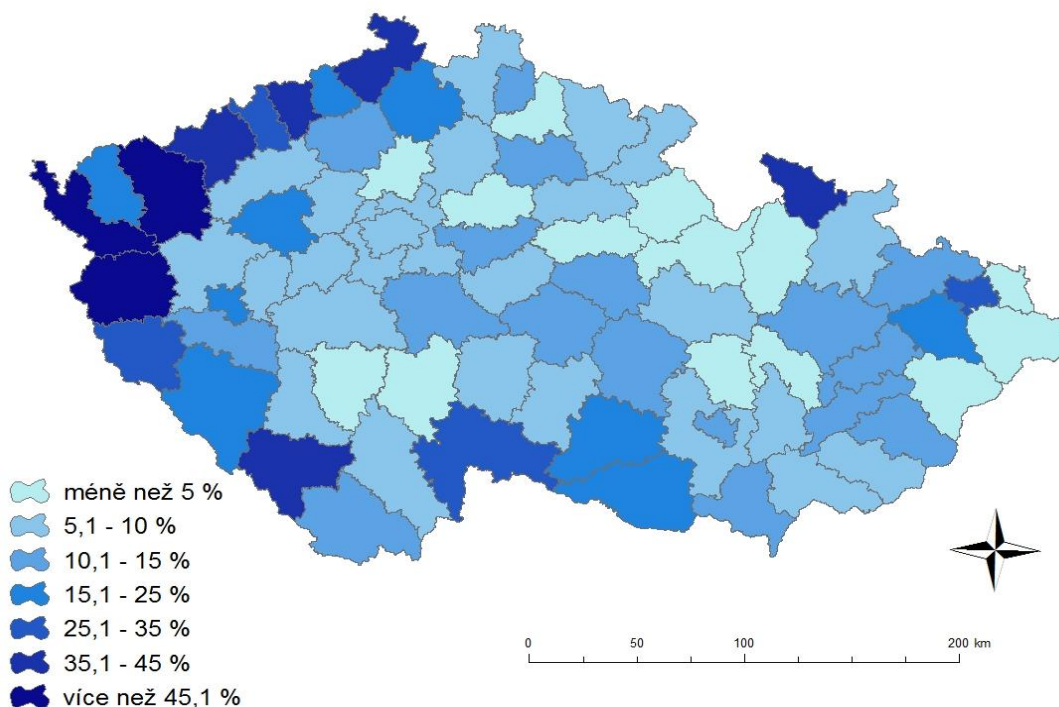 méně než 5 %
5,1 - 10 %
10,1 - 15 %
15,1 - 25 %
25,1 - 35 %
35,1 - 45 %
více než 45,1 %
0 50 100 200 km